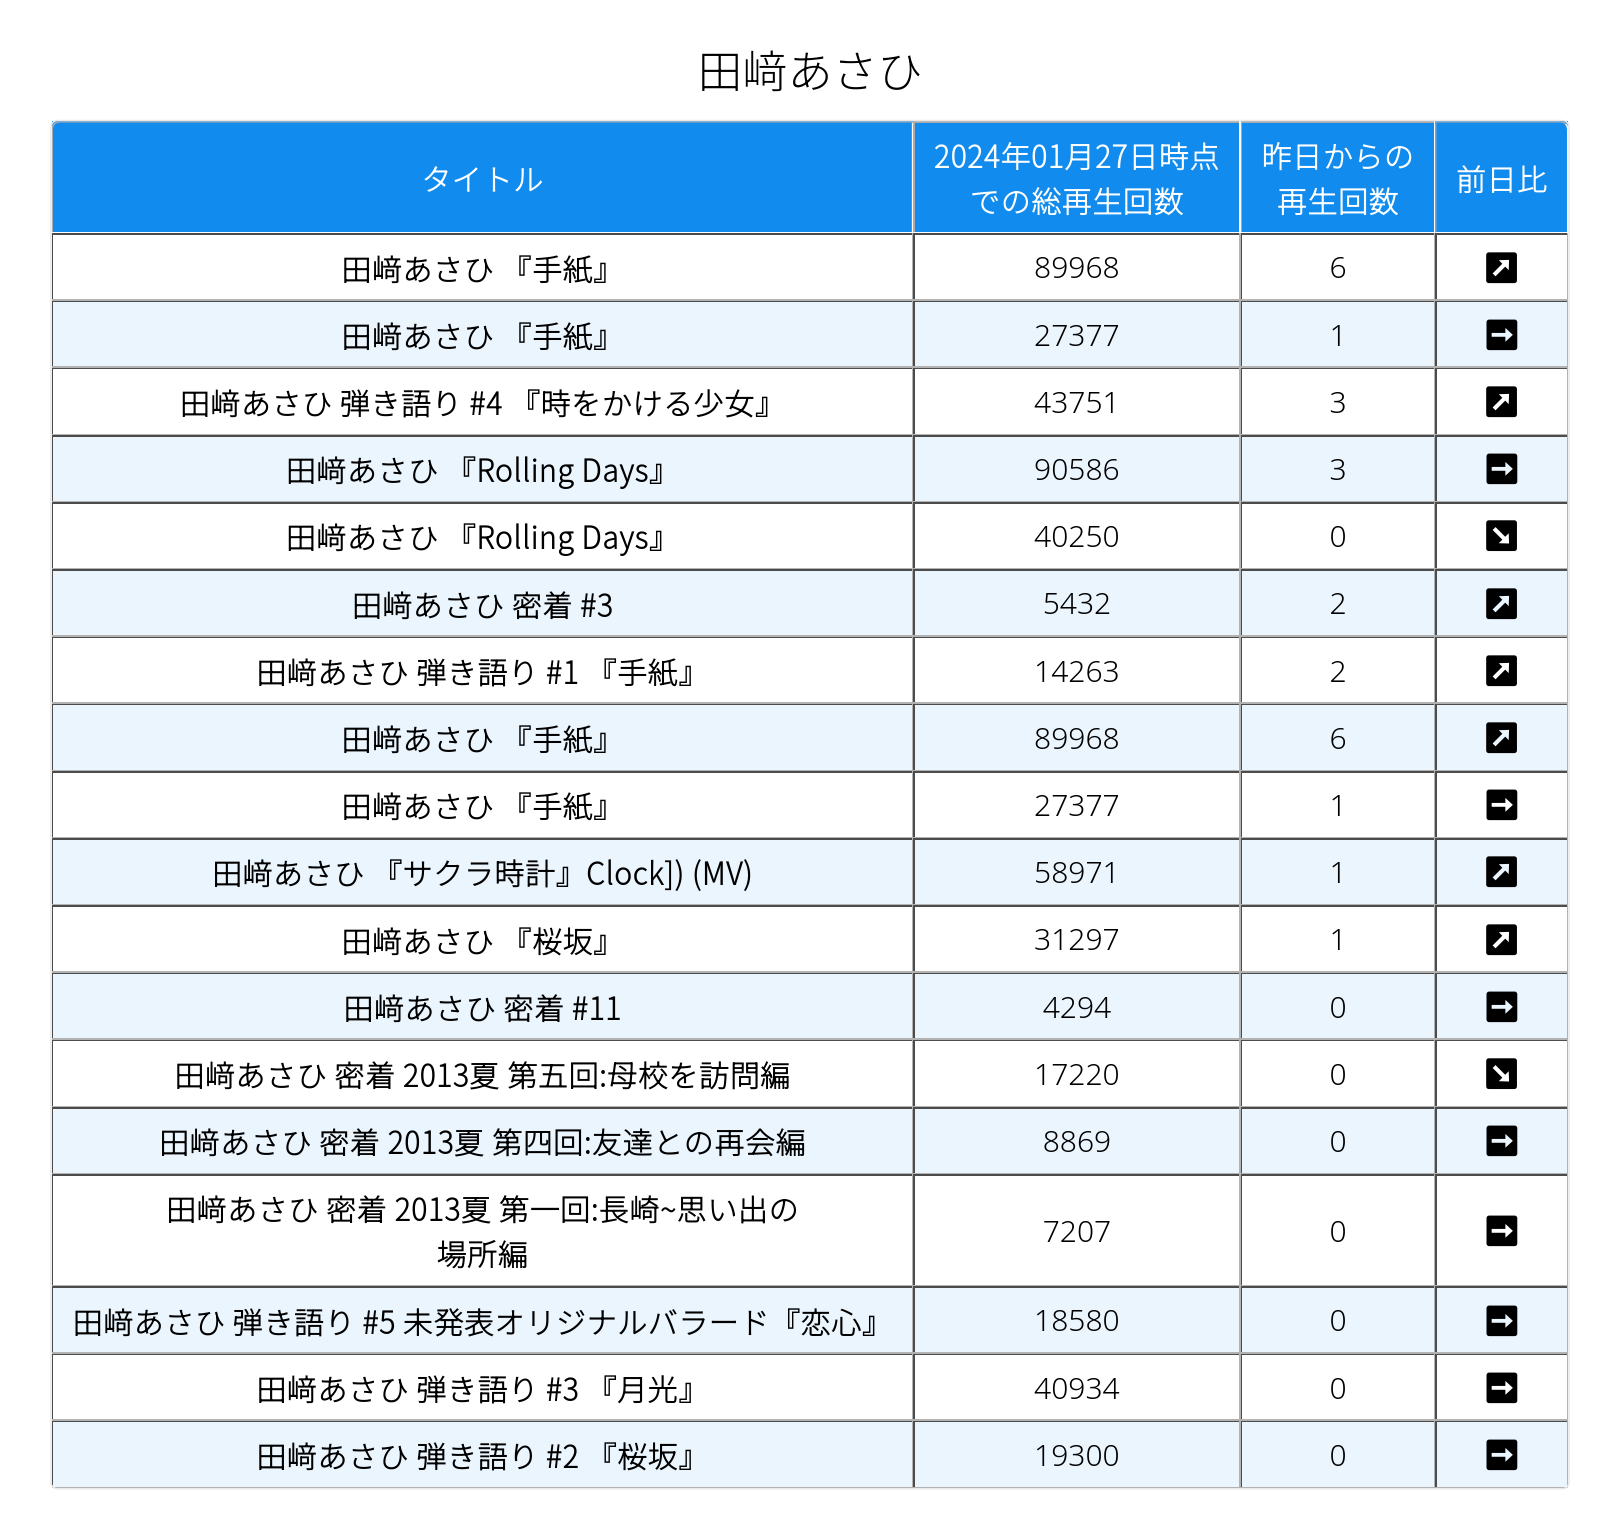 田﨑あさひ
タイトル 2024年01月27日時点での総再生回数 昨日からの再生回数 前日比
田﨑あさひ 『手紙』 89968 6 ↗
田﨑あさひ 『手紙』 27377 1 →
田﨑あさひ 弾き語り #4 『時をかける少女』 43751 3 ↗
田﨑あさひ 『Rolling Days』 90586 3 →
田﨑あさひ 『Rolling Days』 40250 0 ↘
田﨑あさひ 密着 #3 5432 2 ↗
田﨑あさひ 弾き語り #1 『手紙』 14263 2 ↗
田﨑あさひ 『手紙』 89968 6 ↗
田﨑あさひ 『手紙』 27377 1 →
田﨑あさひ 『サクラ時計』Clock]) (MV) 58971 1 ↗
田﨑あさひ 『桜坂』 31297 1 ↗
田﨑あさひ 密着 #11 4294 0 →
田﨑あさひ 密着 2013夏 第五回:母校を訪問編 17220 0 ↘
田﨑あさひ 密着 2013夏 第四回:友達との再会編 8869 0 →
田﨑あさひ 密着 2013夏 第一回:長崎~思い出の場所編 7207 0 →
田﨑あさひ 弾き語り #5 未発表オリジナルバラード『恋心』 18580 0 →
田﨑あさひ 弾き語り #3 『月光』 40934 0 →
田﨑あさひ 弾き語り #2 『桜坂』 19300 0 →